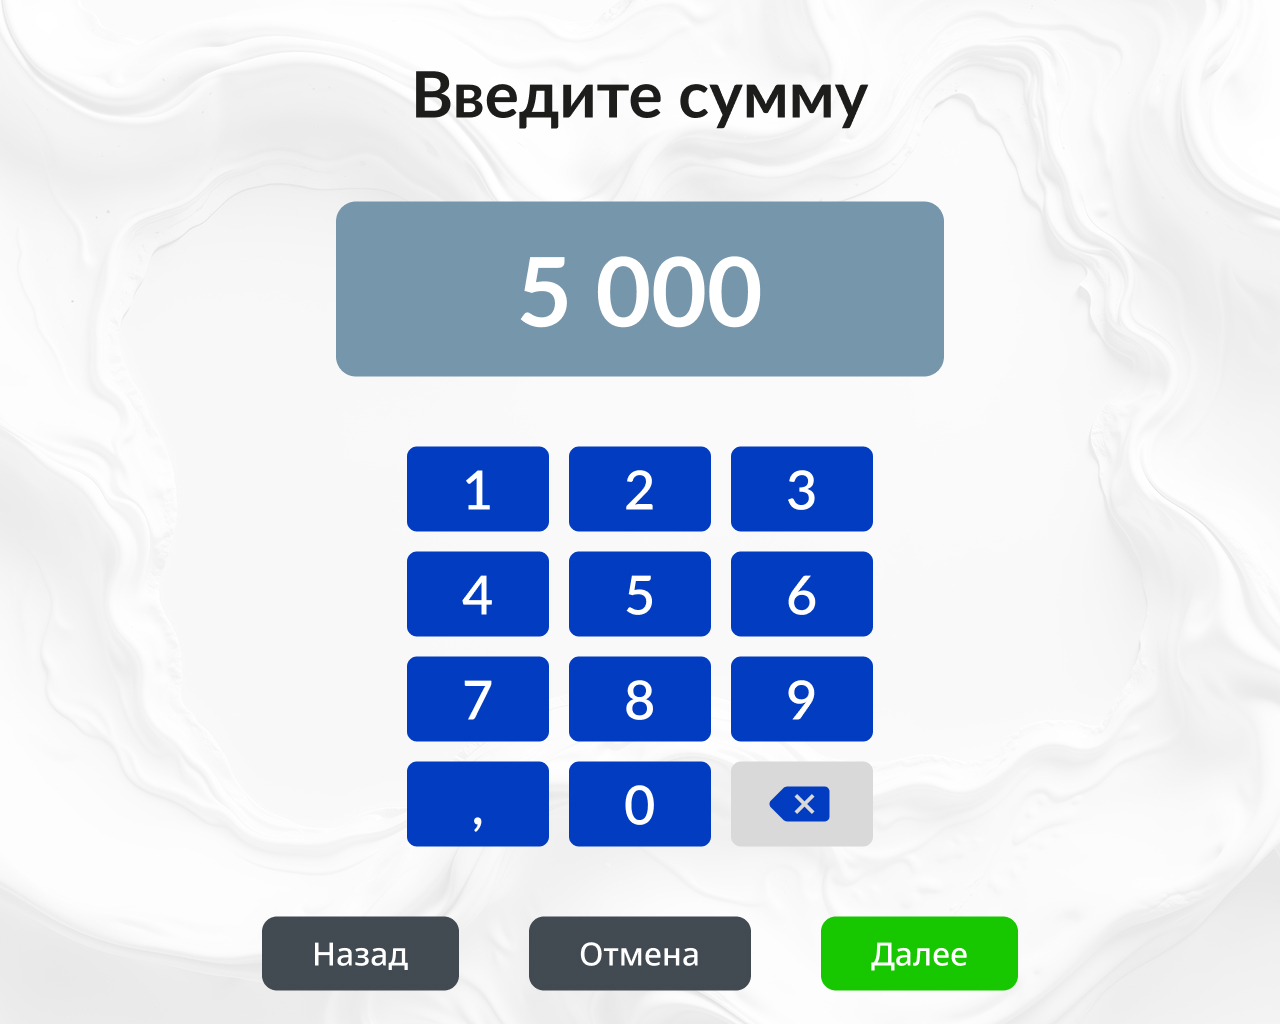 Введите сумму
5 000
1 2 3
4 5 6
7 8 9
, 0
Назад Отмена Далее